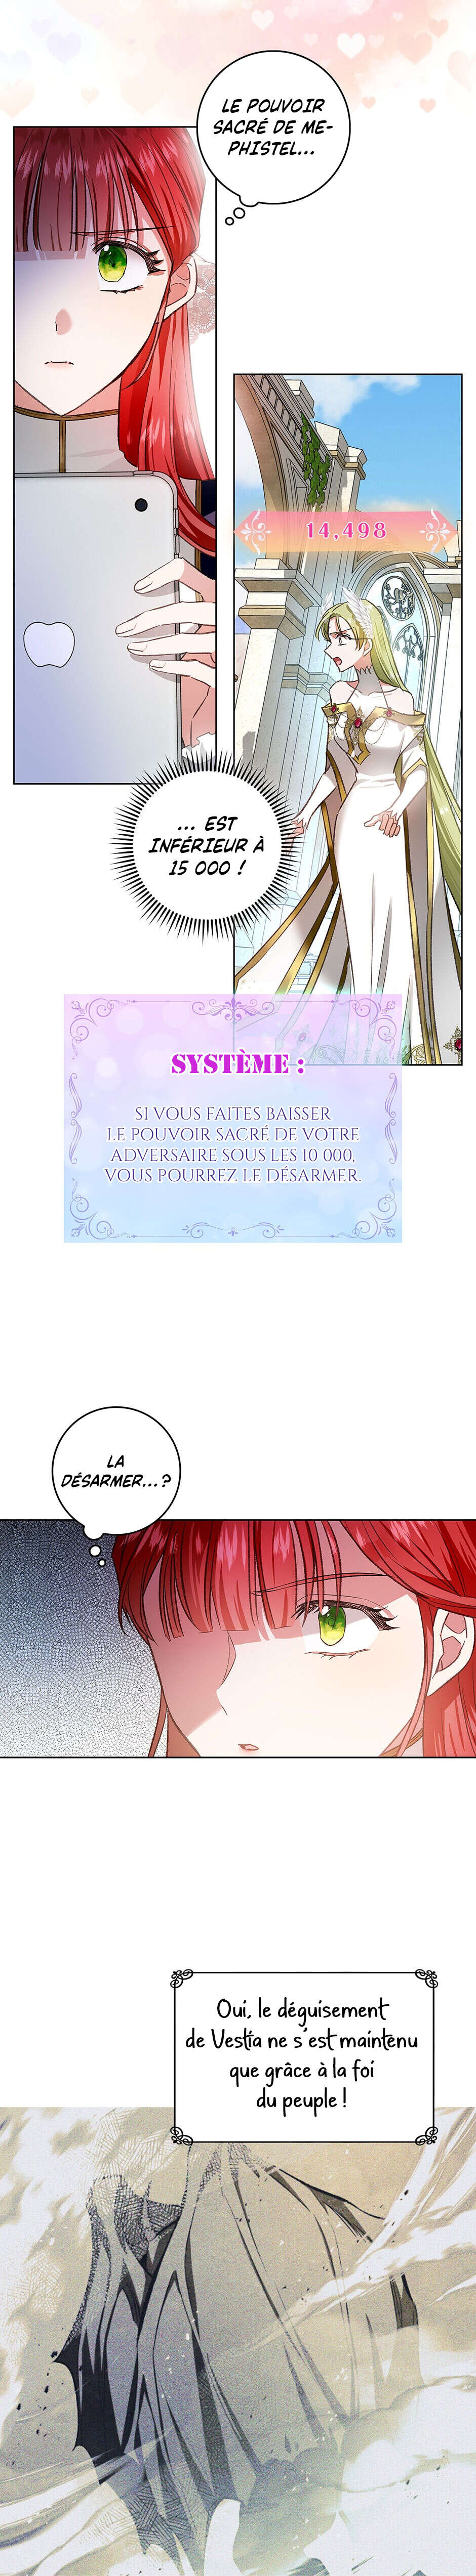 LE POUVOIR
SACRÉ DE ME-
PHISTEL...
14,498
... EST
INFÉRIEUR À
15 000 !
SYSTÈME :
SI VOUS FAITES BAISSER
LE POUVOIR SACRÉ DE VOTRE
ADVERSAIRE SOUS LES 10 000,
VOUS POURREZ LE DÉSARMER.
LA
DÉSARMER...?
Oui, le déguisement
de Vestia ne s'est maintenu
que grâce à la foi
du peuple !